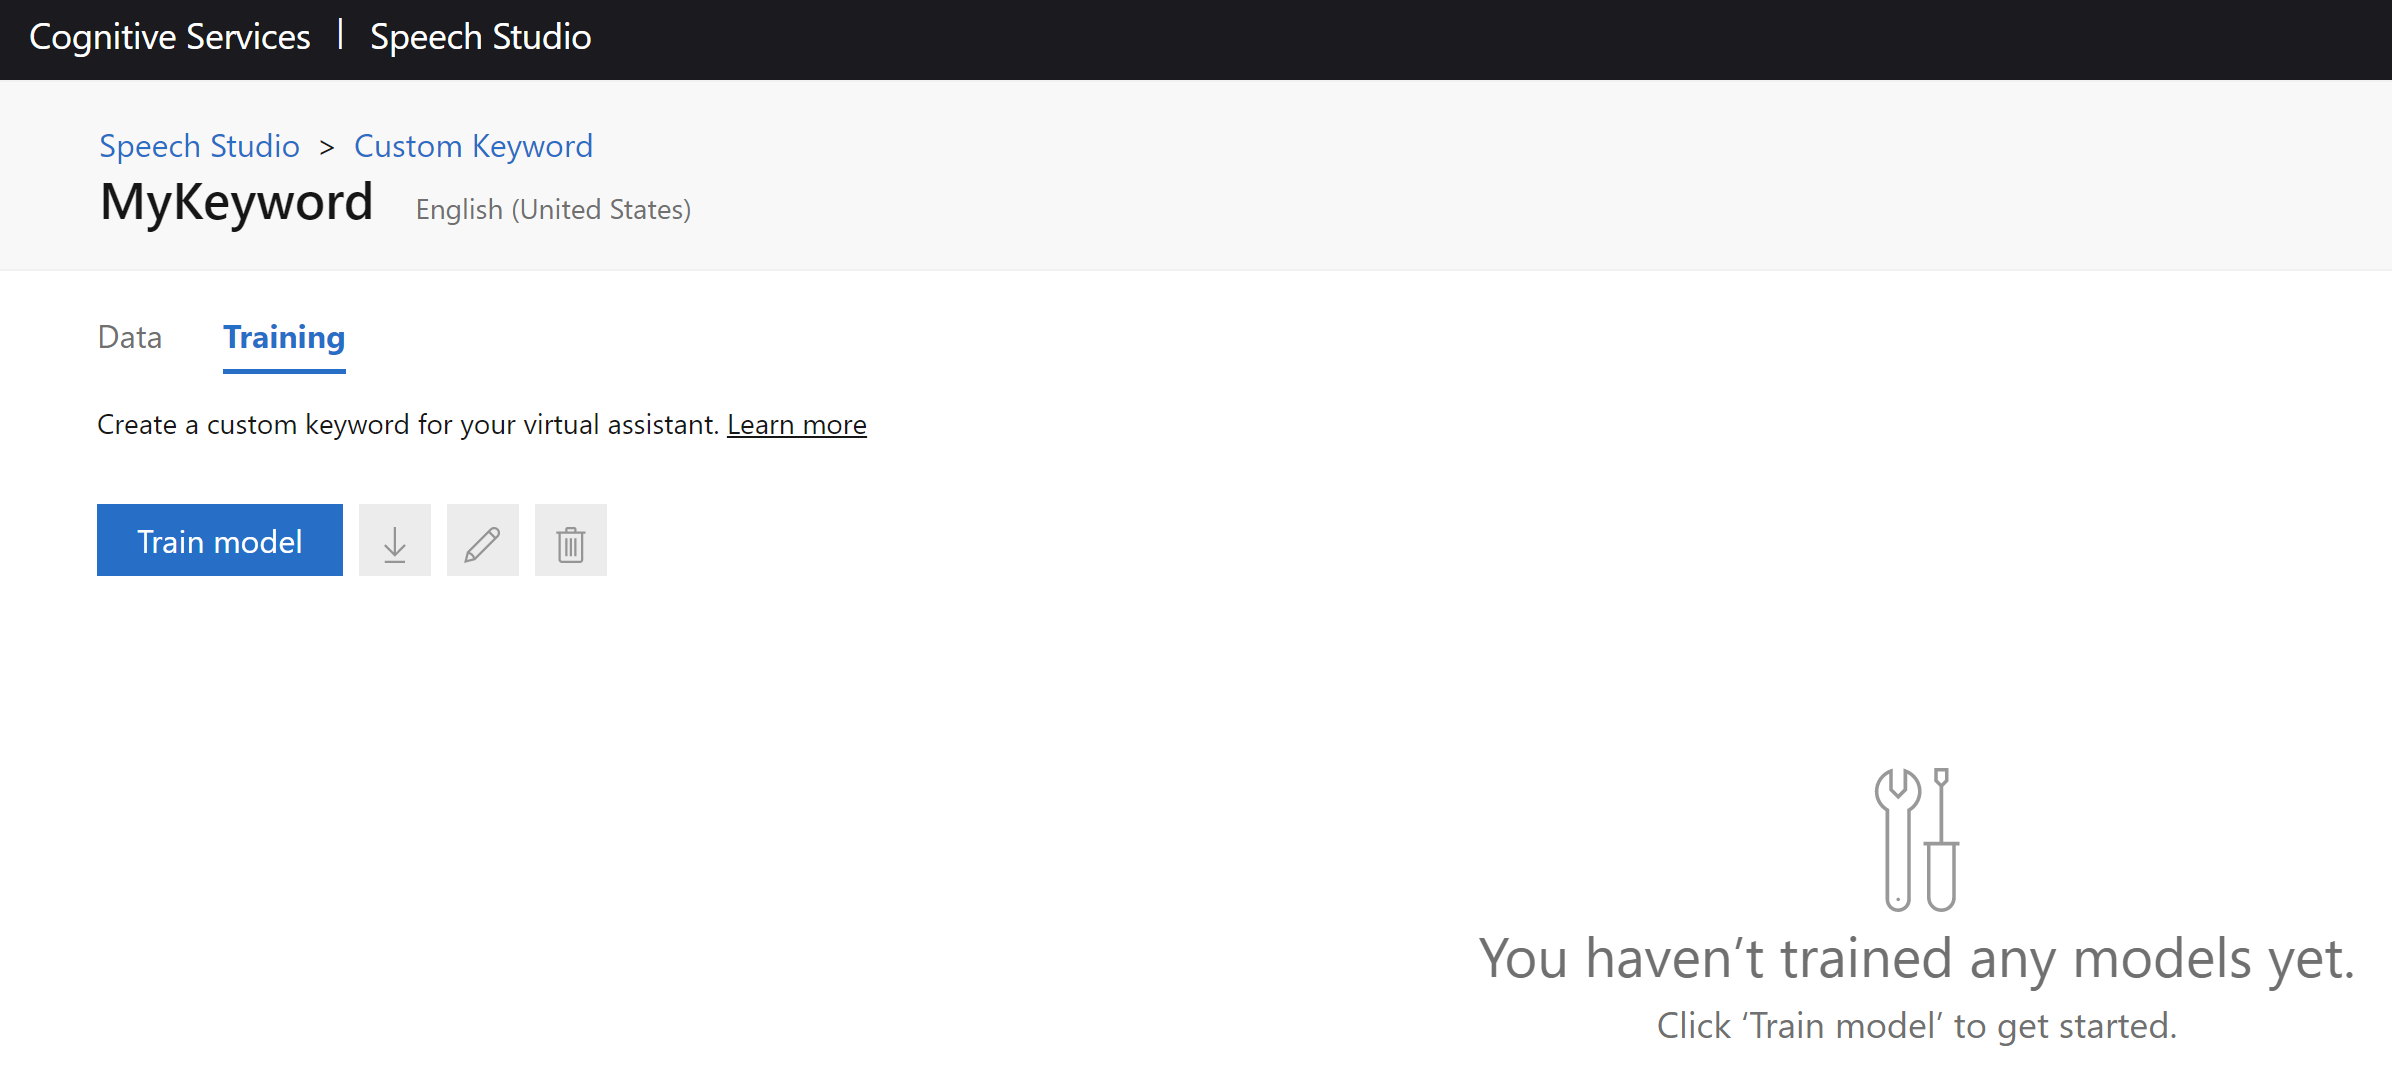 Cognitive Services | Speech Studio
Speech Studio > Custom Keyword
MyKeyword English (United States)
Data Training
Create a custom keyword for your virtual assistant. Learn more
Train model
You haven’t trained any models yet.
Click ‘Train model’ to get started.